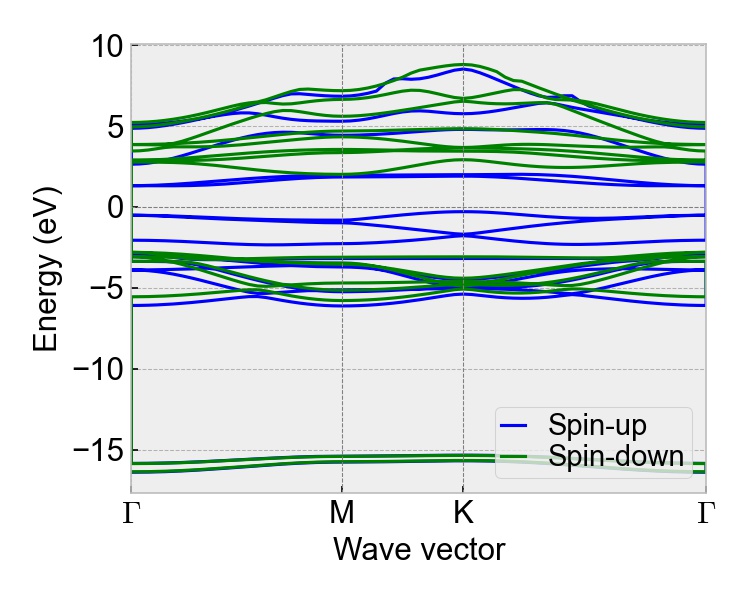 10
5
0
−5
−10
−15
Energy (eV)
Spin-up
Spin-down
Γ M K Γ
Wave vector